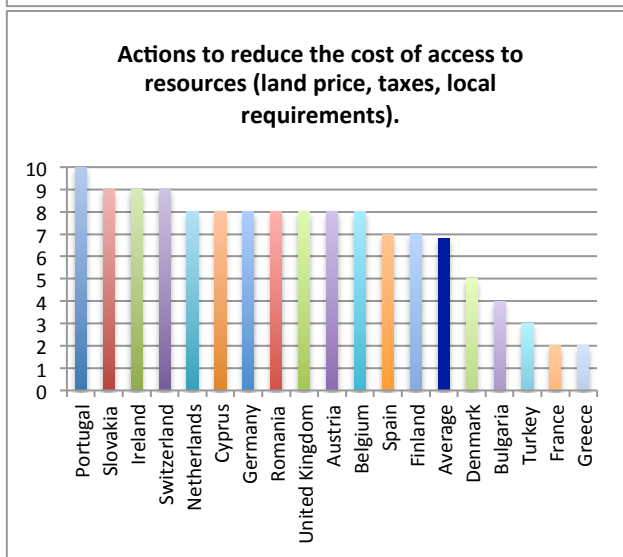 Actions to reduce the cost of access to
resources (land price, taxes, local
requirements).
10
9
8
7
6
5
4
3
2
1
0
Portugal
Slovakia
Ireland
Switzerland
Netherlands
Cyprus
Germany
Romania
United Kingdom
Austria
Belgium
Spain
Finland
Average
Denmark
Bulgaria
Turkey
France
Greece